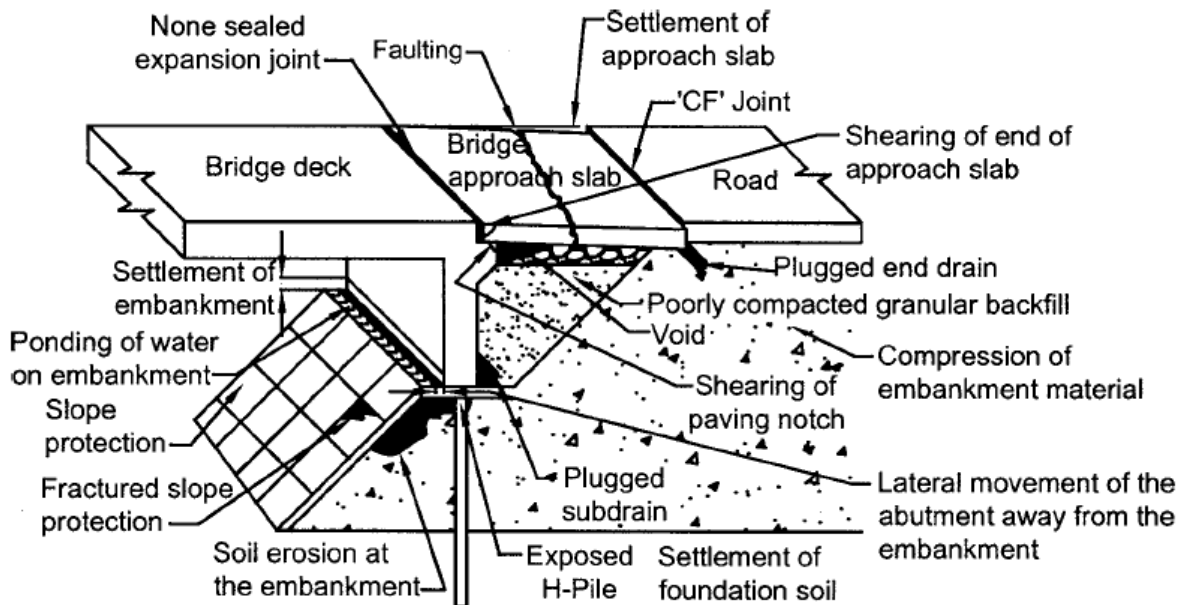 None sealed
expansion joint
Faulting
Settlement of
approach slab
'CF' Joint
Shearing of end of
approach slab
Bridge deck
Bridge
approach slab
Road
Settlement of
embankment
Plugged end drain
Poorly compacted granular backfill
Void
Ponding of water
on embankment
Compression of
embankment material
Slope
protection
Shearing of
paving notch
Fractured slope
protection
Plugged
subdrain
Lateral movement of the
abutment away from the
embankment
Soil erosion at
the embankment
Exposed
H-Pile
Settlement of
foundation soil